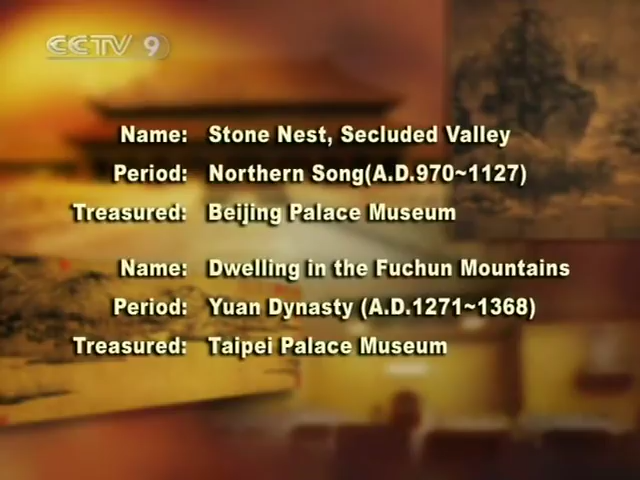 CCTV 9
Name: Stone Nest, Secluded Valley
Period: Northern Song(A.D.970~1127)
Treasured: Beijing Palace Museum
Name: Dwelling in the Fuchun Mountains
Period: Yuan Dynasty (A.D.1271~1368)
Treasured: Taipei Palace Museum